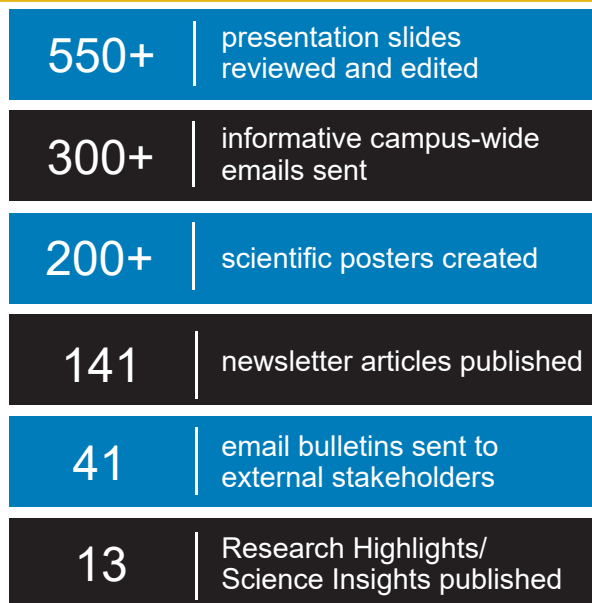 550+
presentation slides
reviewed and edited
300+
informative campus-wide
emails sent
200+
scientific posters created
141
newsletter articles published
41
email bulletins sent to
external stakeholders
13
Research Highlights/
Science Insights published